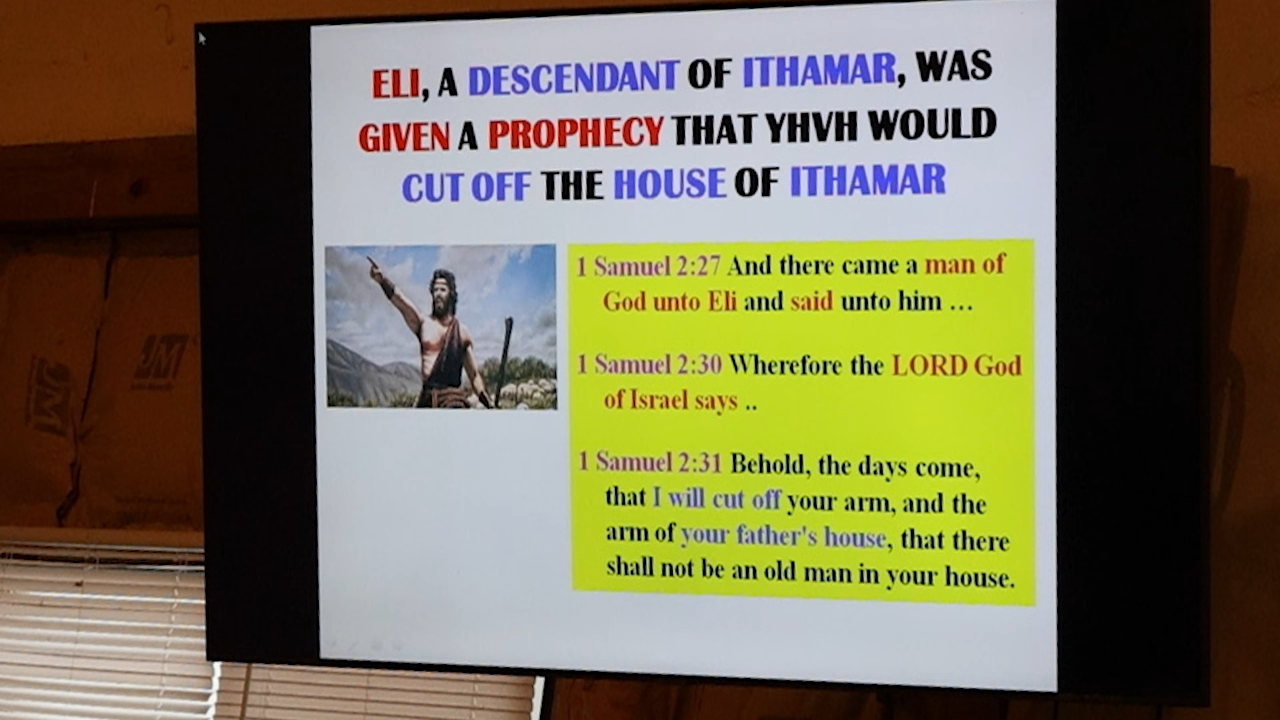 ELI, A DESCENDANT OF ITHAMAR, WAS
GIVEN A PROPHECY THAT YHVH WOULD
CUT OFF THE HOUSE OF ITHAMAR
1 Samuel 2:27 And there came a man of
God unto Eli and said unto him …
1 Samuel 2:30 Wherefore the LORD God
of Israel says ..
1 Samuel 2:31 Behold, the days come,
that I will cut off your arm, and the
arm of your father's house, that there
shall not be an old man in your house.
JM
JM